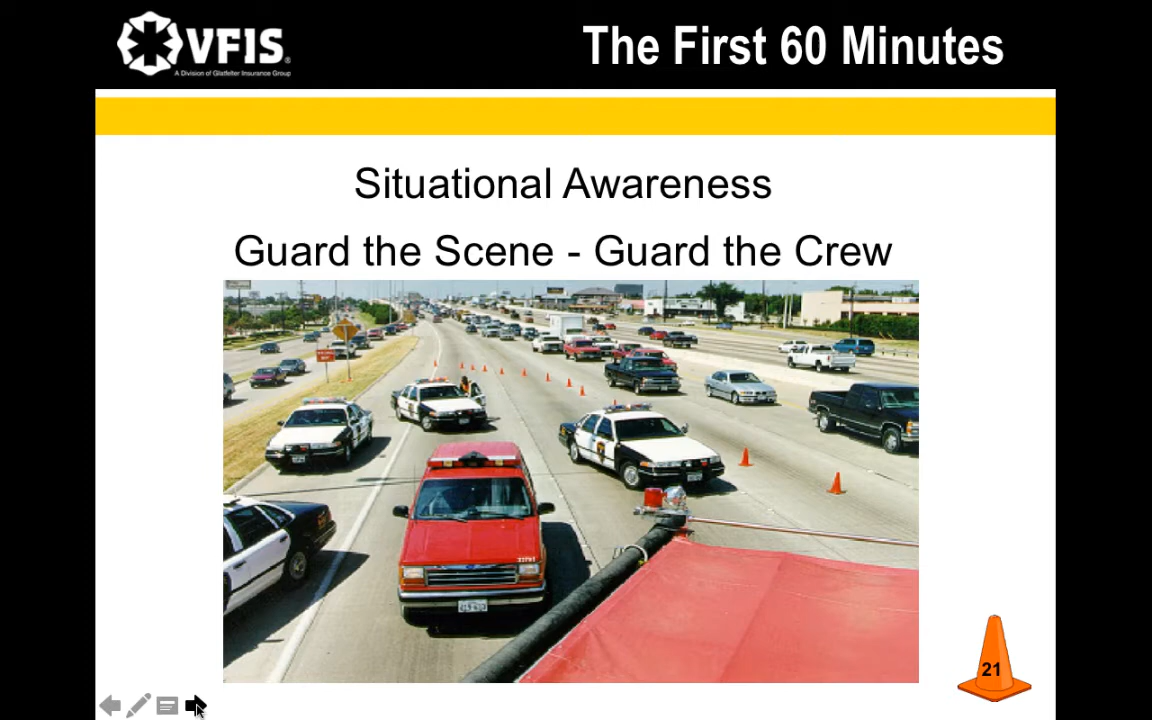 VFIS®
A Division of Glatfelter Insurance Group
The First 60 Minutes
Situational Awareness
Guard the Scene - Guard the Crew
21